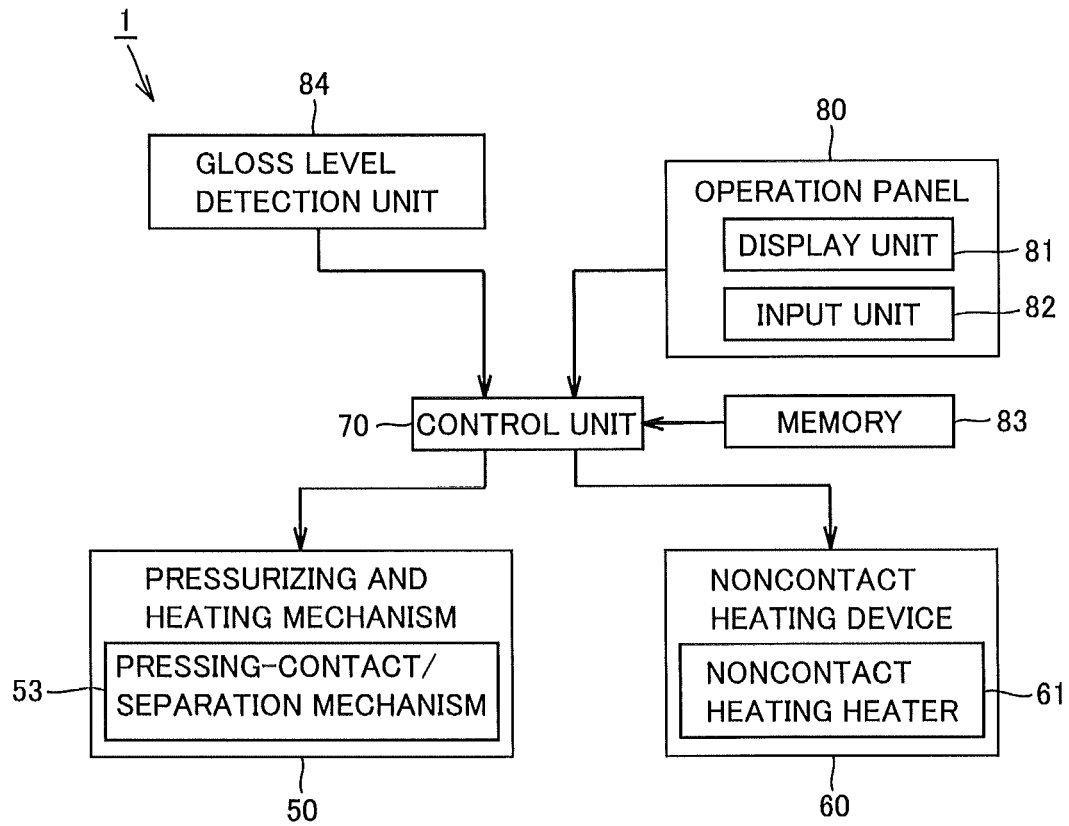 1
84
GLOSS LEVEL
DETECTION UNIT
80
OPERATION PANEL
DISPLAY UNIT
81
INPUT UNIT
82
70
CONTROL UNIT
MEMORY
83
PRESSURIZING AND
HEATING MECHANISM
PRESSING-CONTACT/
SEPARATION MECHANISM
53
50
NONCONTACT
HEATING DEVICE
NONCONTACT
HEATING HEATER
61
60